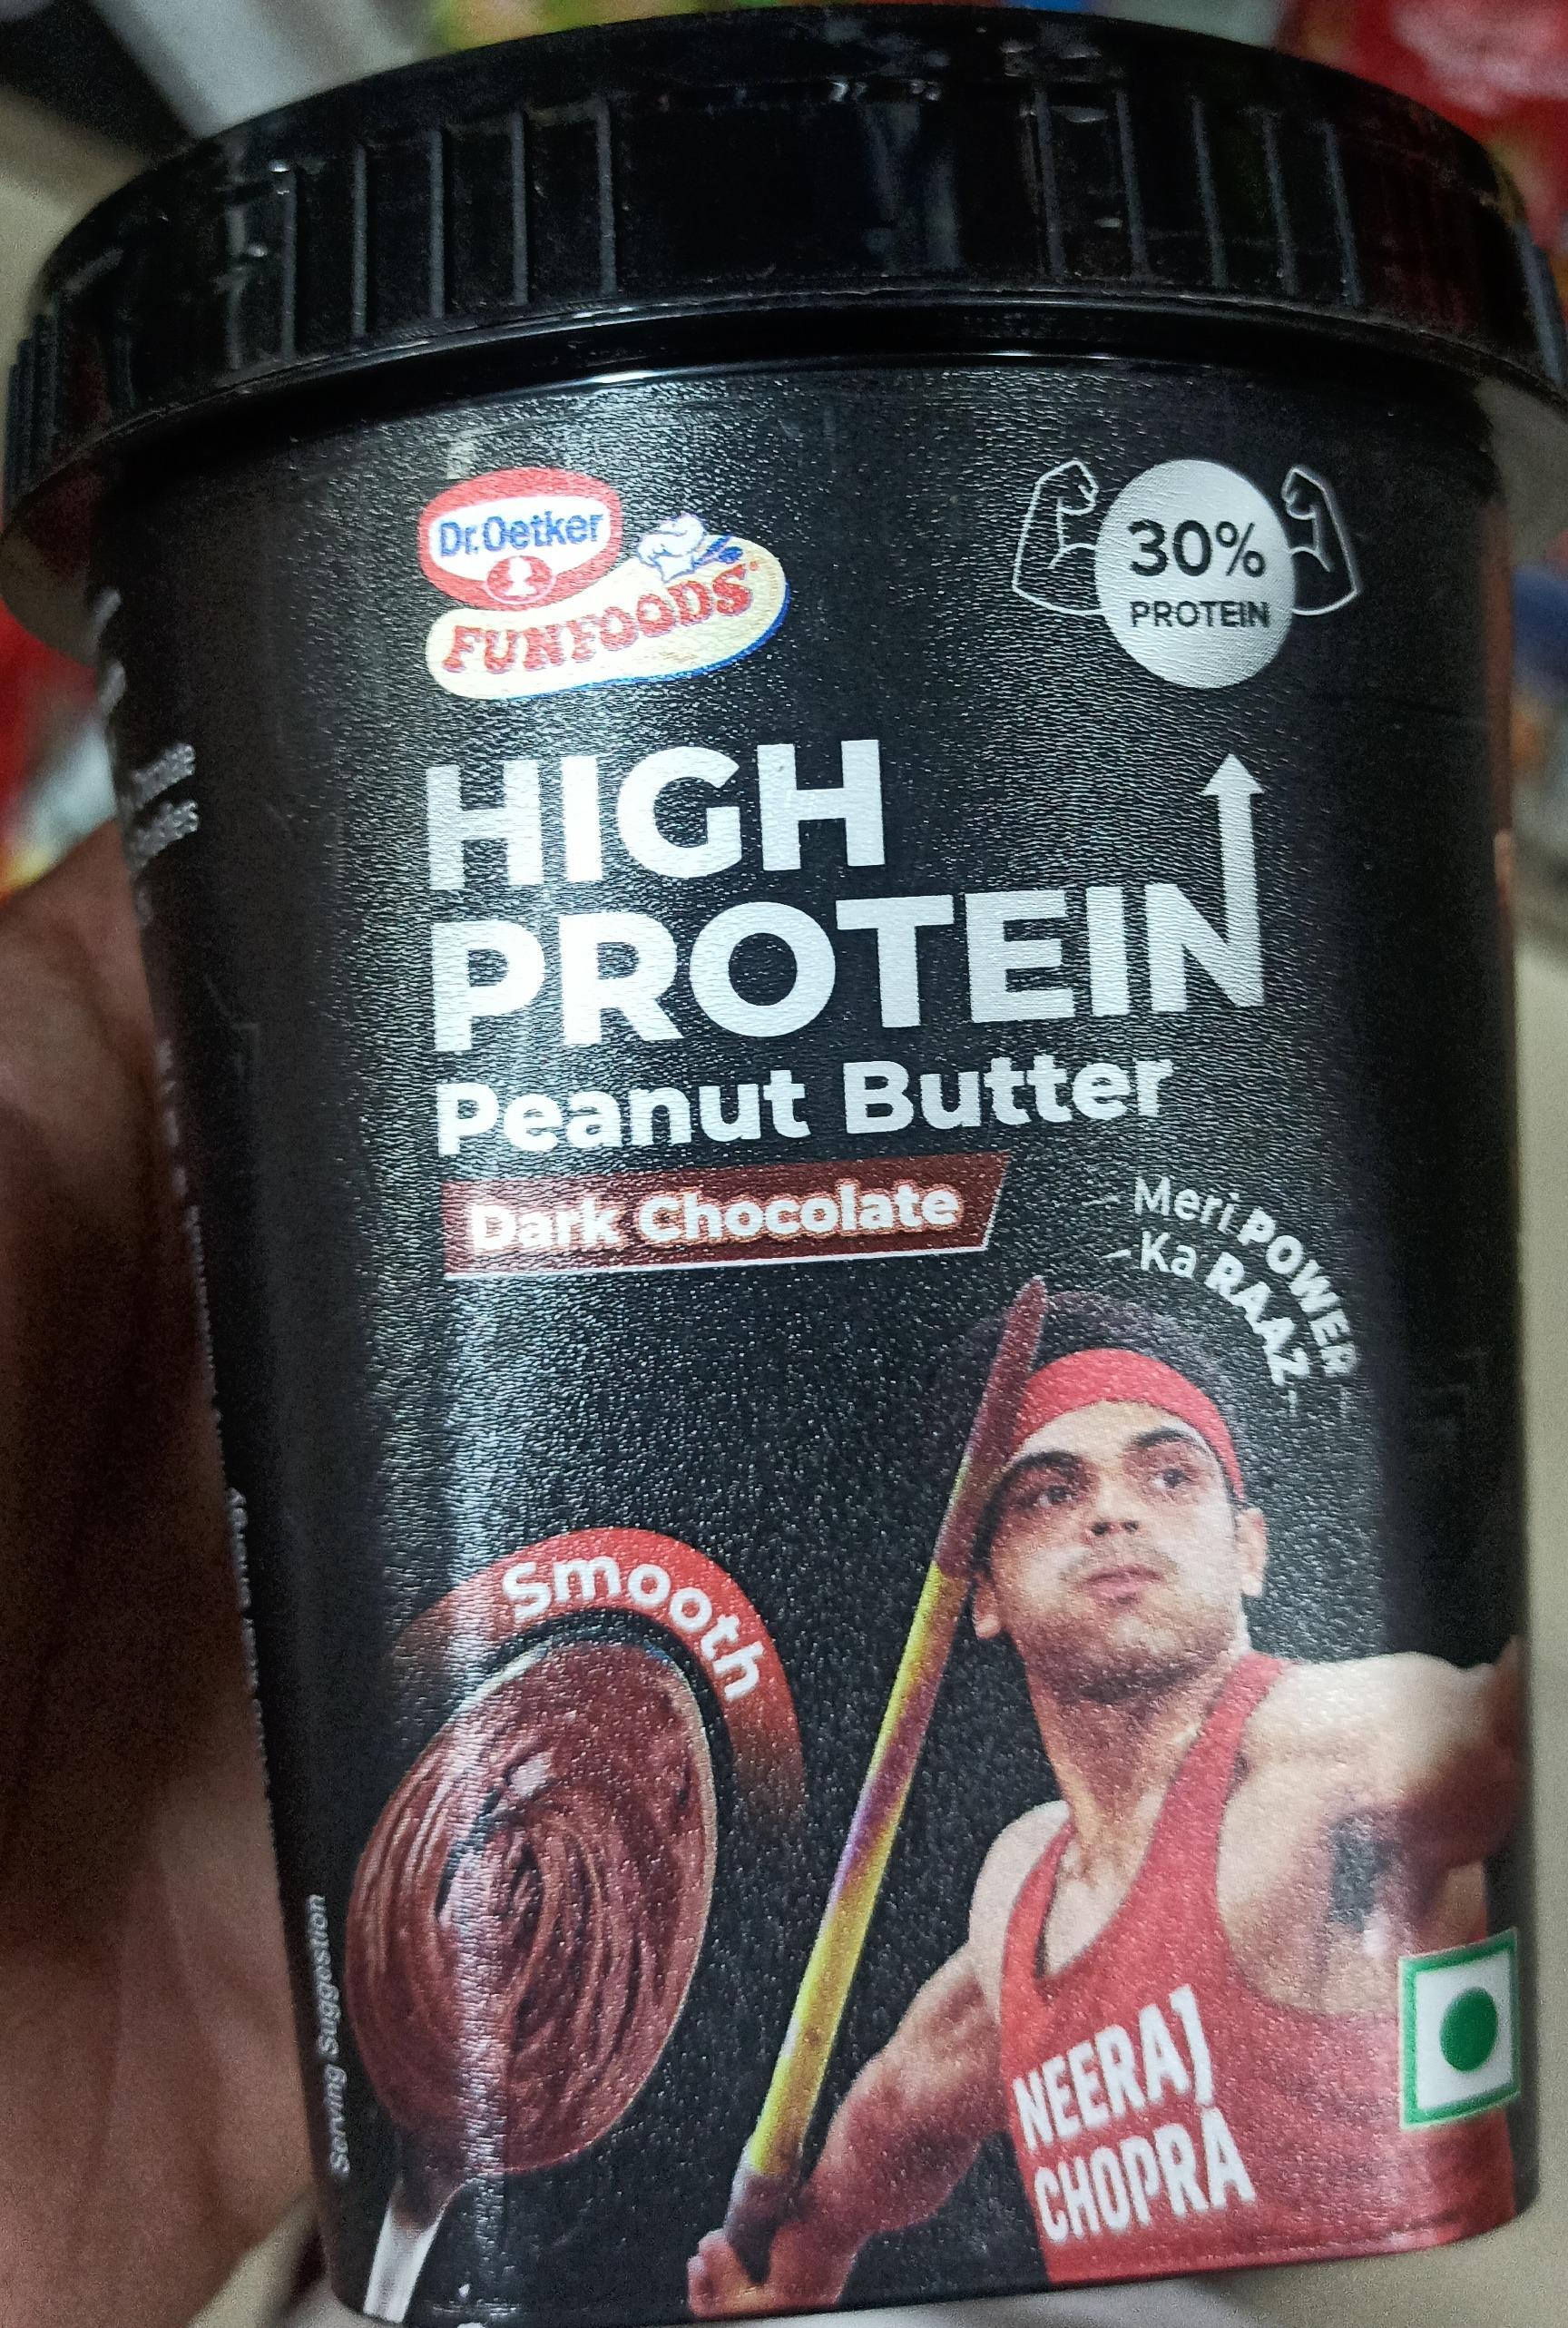 Dr.Oetker
FUNFOODS
30%
PROTEIN
HIGH
PROTEIN
Peanut Butter
Dark Chocolate
Meri POWER
Ka RAAZ
Smooth
NEERAJ
CHOPRA
Serving Suggestion